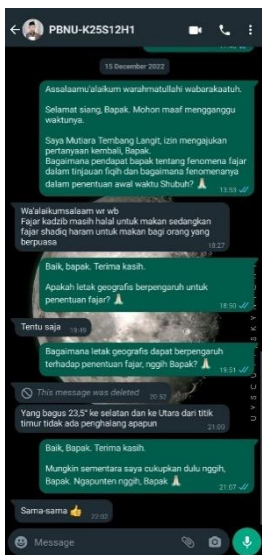 PBNU-K25S12H1
15 December 2022
Assalaamu'alaikum warahmatullahi wabarakaatuh.
Selamat siang, Bapak. Mohon maaf mengganggu
waktunya.
Saya Mutiara Tembang Langit, izin mengajukan
pertanyaan kembali, Bapak.
Bagaimana pendapat bapak tentang fenomena fajar
dalam tinjauan fiqih dan bagaimana fenomenanya
dalam penentuan awal waktu Shubuh? 🙏
13:53
Wa'alaikumsalaam wr wb
Fajar kadzib masih halal untuk makan sedangkan
fajar shadiq haram untuk makan bagi orang yang
berpuasa
18:27
Baik, bapak. Terima kasih.
Apakah letak geografis berpengaruh untuk
penentuan fajar? 🙏
18:50
Tentu saja
19:49
Bagaimana letak geografis dapat berpengaruh
terhadap penentuan fajar, nggih Bapak? 🙏
19:51
This message was deleted
20:52
Yang bagus 23,5° ke selatan dan ke Utara dari titik
timur tidak ada penghalang apapun
21:00
Baik, Bapak. Terima kasih.
Mungkin sementara saya cukupkan dulu nggih,
Bapak. Ngapunten nggih, Bapak 🙏
21:07
Sama-sama 👍
22:02
Message